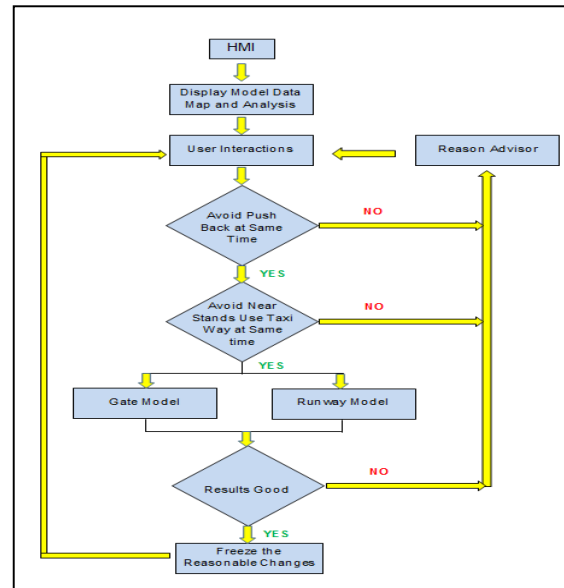 HMI
Display Model Data
Map and Analysis
User Interactions
Reason Advisor
Avoid Push
Back at Same
Time
NO
YES
Avoid Near
Stands Use Taxi
Way at Same
time
NO
YES
Gate Model
Runway Model
Results Good
NO
YES
Freeze the
Reasonable Changes